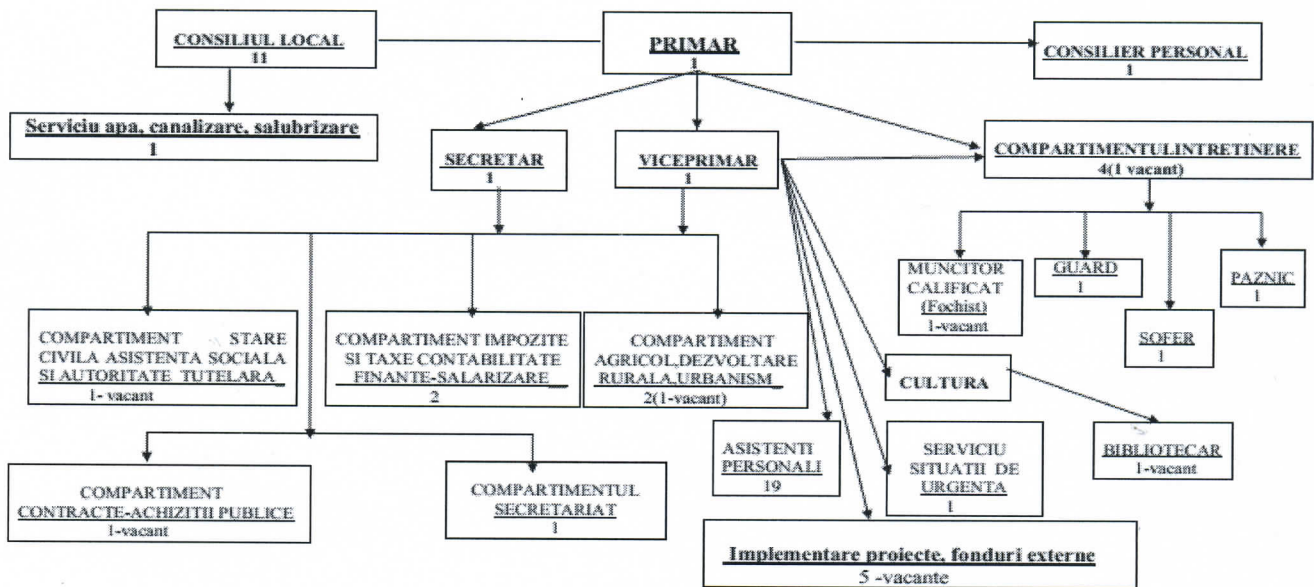 CONSILIUL LOCAL
11
PRIMAR
1
CONSILIER PERSONAL
1
Serviciu apa, canalizare, salubrizare
1
SECRETAR
1
VICEPRIMAR
1
COMPARTIMENTUL INTRETINERE
4(1 vacant)
MUNCITOR
CALIFICAT
(Fochist)
1-vacant
GUARD
1
SOFER
1
PAZNIC
1
COMPARTIMENT STARE
CIVILA ASISTENTA SOCIALA
SI AUTORITATE TUTELARA
1- vacant
COMPARTIMENT IMPOZITE
SI TAXE CONTABILITATE
FINANTE-SALARIZARE
2
COMPARTIMENT
AGRICOL,DEZVOLTARE
RURALA,URBANISM
2(1-vacant)
CULTURA
BIBLIOTECAR
1-vacant
ASISTENTI
PERSONALI
19
SERVICIU
SITUATII DE
URGENTA
1
COMPARTIMENT
CONTRACTE-ACHIZITII PUBLICE
1-vacant
COMPARTIMENTUL
SECRETARIAT
1
Implementare proiecte, fonduri externe
5 -vacante